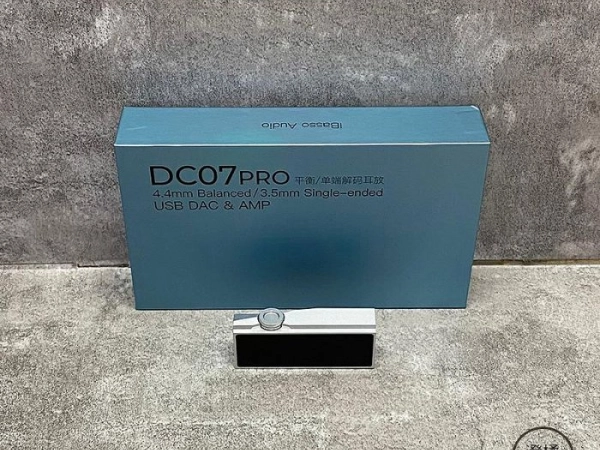 iBasso Audio
DC07PRO 平衡/单端解码耳放
4.4mm Balanced/3.5mm Single-ended
USB DAC & AMP